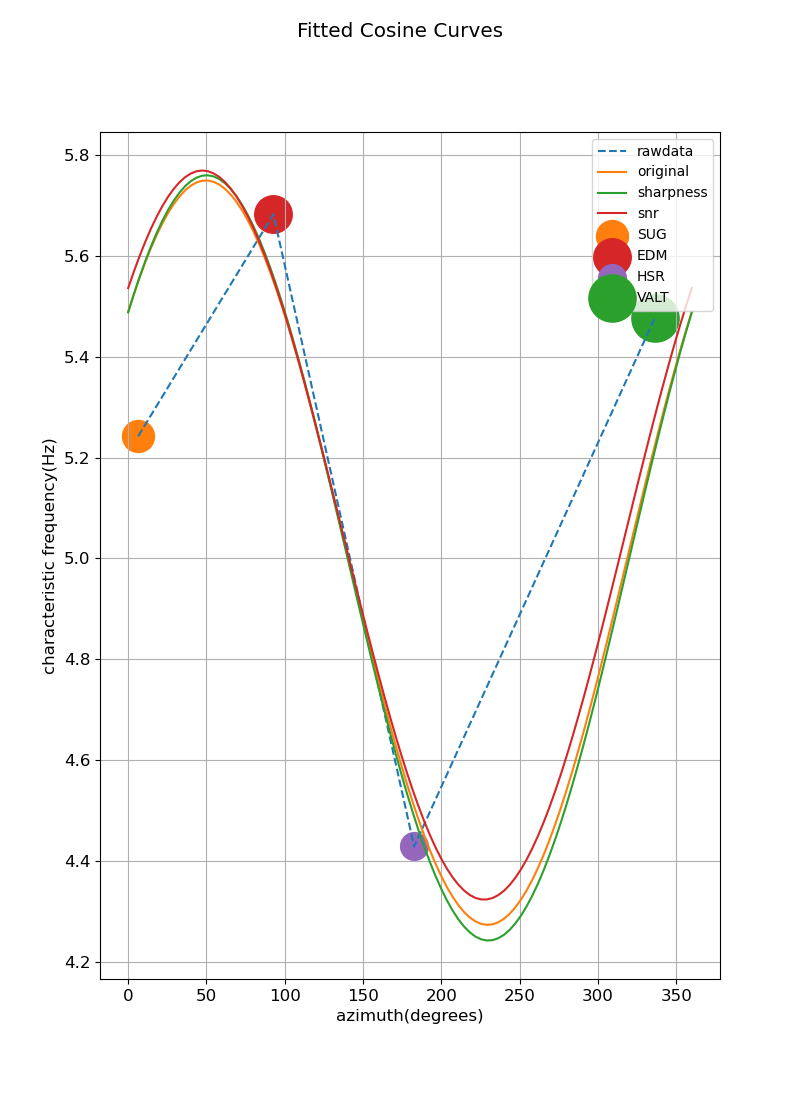 Fitted Cosine Curves
5.8
5.6
5.4
5.2
5.0
4.8
4.6
4.4
4.2
characteristic frequency(Hz)
rawdata
original
sharpness
snr
SUG
EDM
HSR
VALT
0 50 100 150 200 250 300 350
azimuth(degrees)